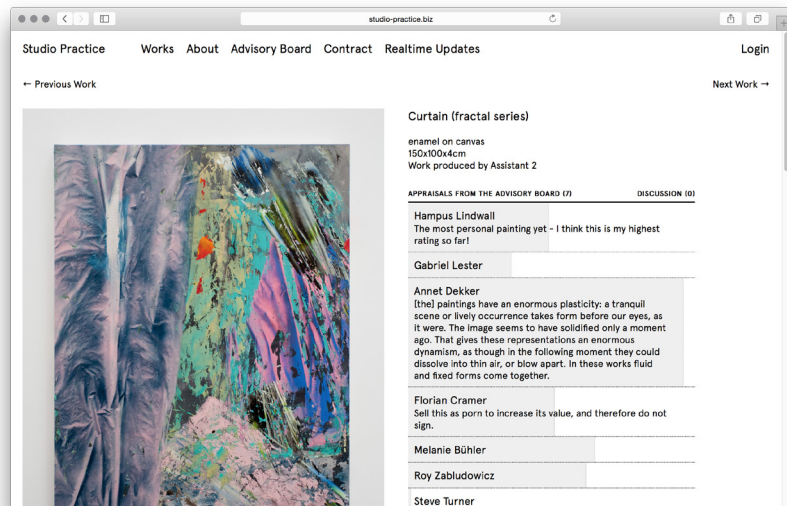 studio-practice.biz
Studio Practice Works About Advisory Board Contract Realtime Updates Login
← Previous Work Next Work →
Curtain (fractal series)
enamel on canvas
150x100x4cm
Work produced by Assistant 2
APPRAISALS FROM THE ADVISORY BOARD (7) DISCUSSION (0)
Hampus Lindwall
The most personal painting yet - I think this is my highest
rating so far!
Gabriel Lester
Annet Dekker
[the] paintings have an enormous plasticity: a tranquil
scene or lively occurrence takes form before our eyes, as
it were. The image seems to have solidified only a moment
ago. That gives these representations an enormous
dynamism, as though in the following moment they could
dissolve into thin air, or blow apart. In these works fluid
and fixed forms come together.
Florian Cramer
Sell this as porn to increase its value, and therefore do not
sign.
Melanie Bühler
Roy Zabludowicz
Steve Turner